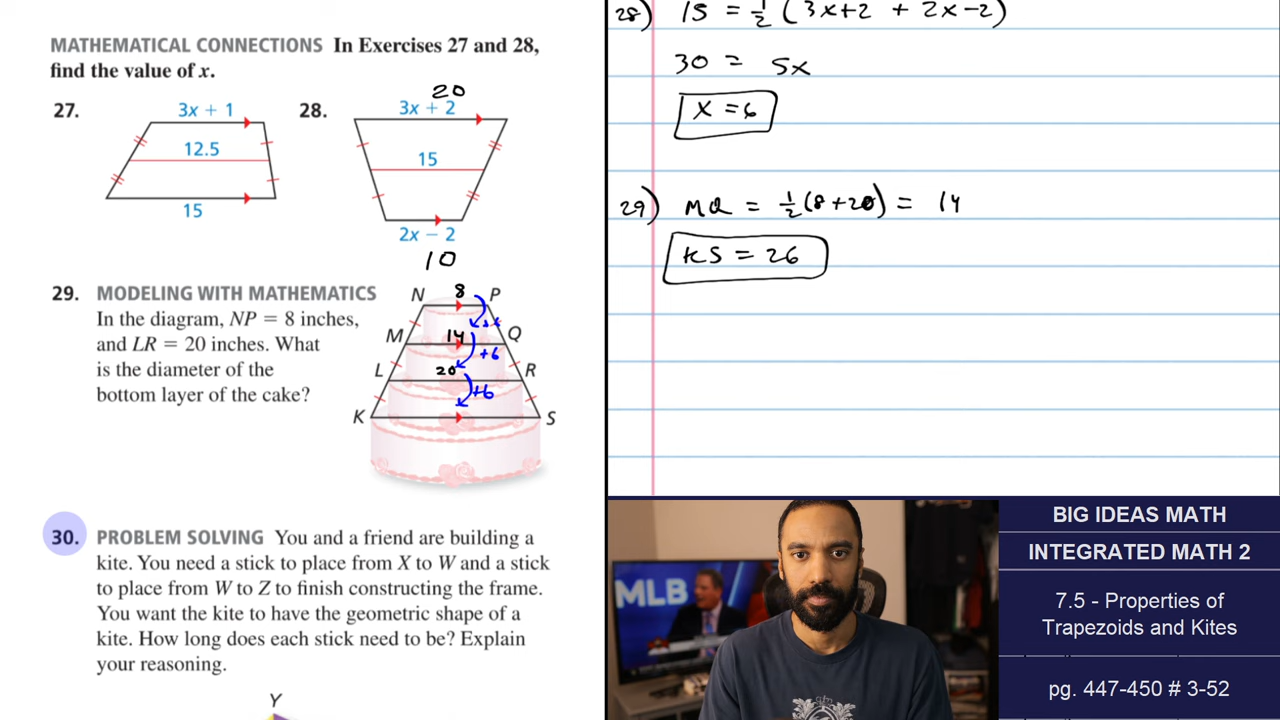 MATHEMATICAL CONNECTIONS In Exercises 27 and 28,
find the value of x.
27.
3x + 1
12.5
15
28.
20
3x + 2
15
2x − 2
10
29. MODELING WITH MATHEMATICS
In the diagram, NP = 8 inches,
and LR = 20 inches. What
is the diameter of the
bottom layer of the cake?
N 8 P
M 14 Q
+6
L 20 R
+6
K S
30. PROBLEM SOLVING You and a friend are building a
kite. You need a stick to place from X to W and a stick
to place from W to Z to finish constructing the frame.
You want the kite to have the geometric shape of a
kite. How long does each stick need to be? Explain
your reasoning.
Y
28) 15 = 1/2 (3x+2 + 2x−2)
30 = 5x
x = 6
29) MQ = 1/2 (8+20) = 14
KS = 26
MLB
BIG IDEAS MATH
INTEGRATED MATH 2
7.5 - Properties of
Trapezoids and Kites
pg. 447-450 # 3-52